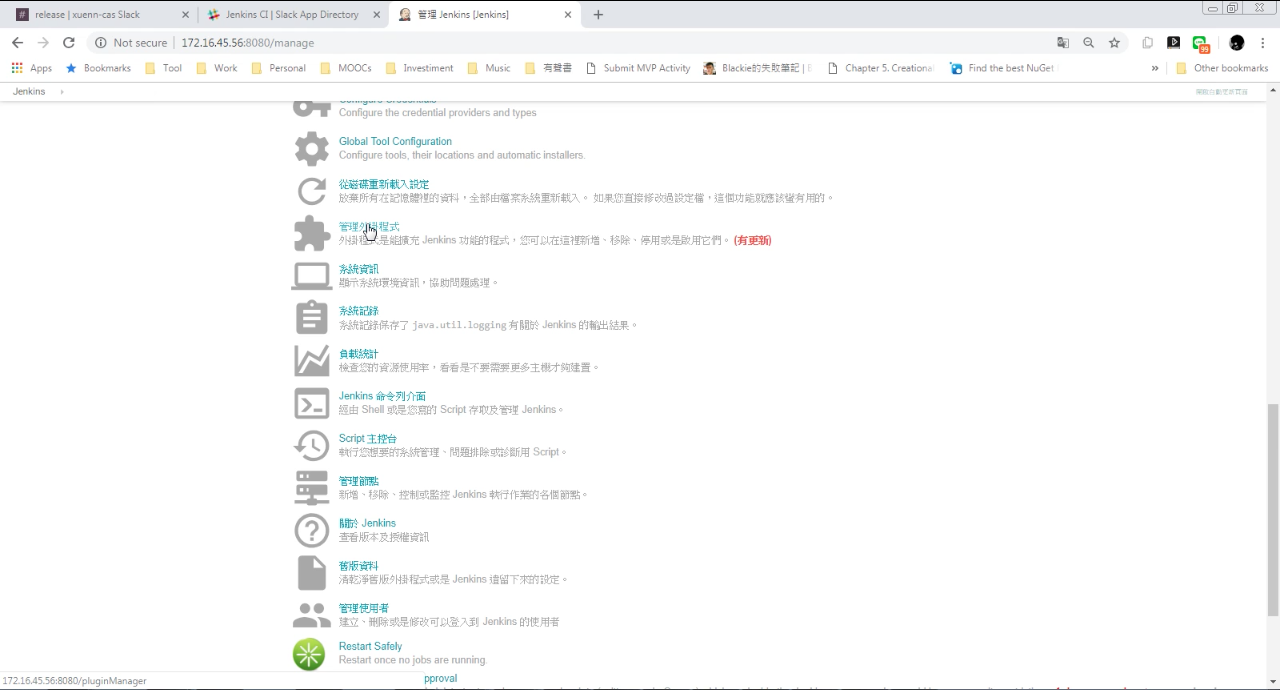 release | xuenn-cas Slack
Jenkins CI | Slack App Directory
管理 Jenkins [Jenkins]
Not secure
172.16.45.56:8080/manage
99
Apps
Bookmarks
Tool
Work
Personal
MOOCs
Investiment
Music
有聲書
Submit MVP Activity
Blackie的失敗筆記 |
Chapter 5. Creationa
Find the best NuGet
»
Other bookmarks
Jenkins
Configure Credentials
Configure the credential providers and types
Global Tool Configuration
Configure tools, their locations and automatic installers.
從磁碟重新載入設定
放棄所有在記憶體裡的資料，全部由檔案系統重新載入。 如果您直接修改過設定檔，這個功能就應該蠻有用的。
管理外掛程式
外掛程式是能擴充 Jenkins 功能的程式，您可以在這裡新增、移除、停用或是啟用它們。 (有更新)
系統資訊
顯示系統環境資訊，協助問題處理。
系統記錄
系統記錄保存了 java.util.logging 有關於 Jenkins 的輸出結果。
負載統計
檢查您的資源使用率，看看是不要需要更多主機才夠建置。
Jenkins 命令列介面
經由 Shell 或是您寫的 Script 存取及管理 Jenkins。
Script 主控台
執行您想要的系統管理、問題排除或診斷用 Script。
管理節點
新增、移除、控制或監控 Jenkins 執行作業的各個節點。
關於 Jenkins
查看版本及授權資訊
舊版資料
清乾淨舊版外掛程式或是 Jenkins 遺留下來的設定。
管理使用者
建立、刪除或是修改可以登入到 Jenkins 的使用者
Restart Safely
Restart once no jobs are running.
pproval
172.16.45.56:8080/pluginManager